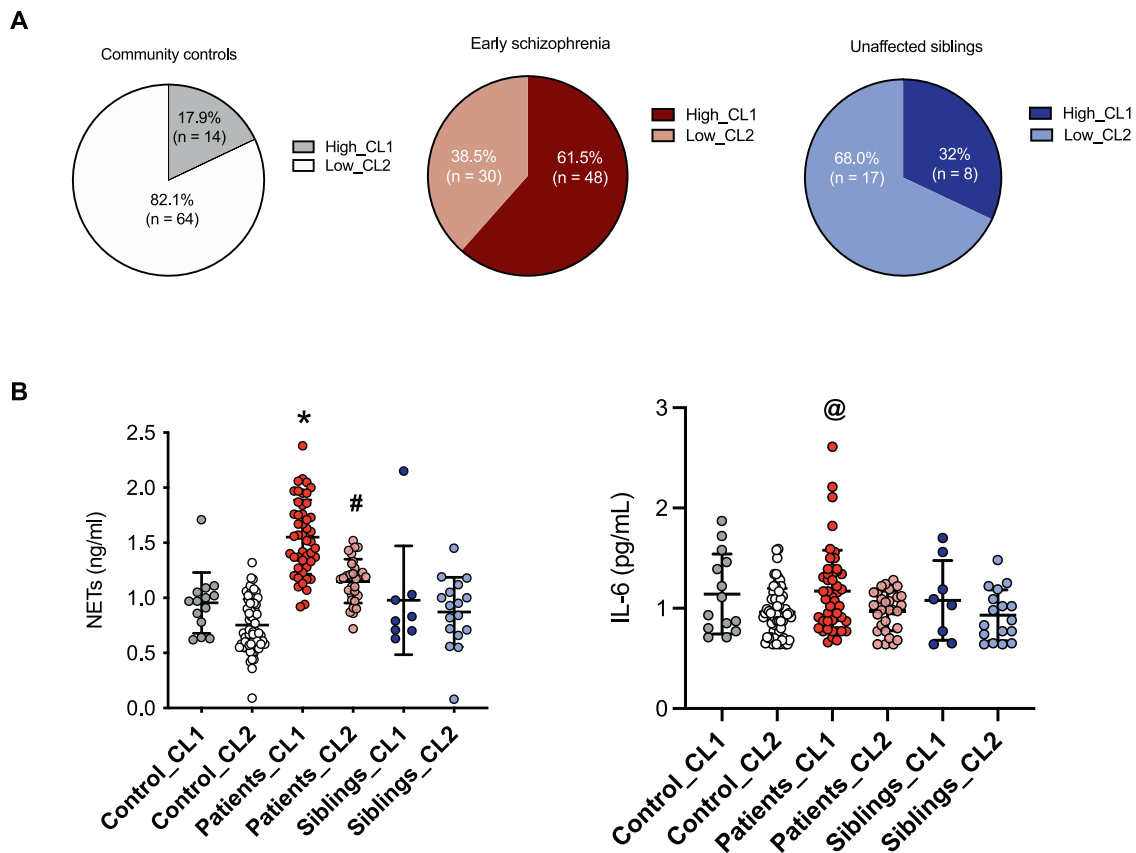 A
Community controls
17.9%
(n = 14)
82.1%
(n = 64)
High_CL1
Low_CL2
Early schizophrenia
38.5%
(n = 30)
61.5%
(n = 48)
High_CL1
Low_CL2
Unaffected siblings
68.0%
(n = 17)
32%
(n = 8)
High_CL1
Low_CL2
B
NETs (ng/ml)
2.5
2.0
1.5
1.0
0.5
0.0
*
#
Control_CL1
Control_CL2
Patients_CL1
Patients_CL2
Siblings_CL1
Siblings_CL2
IL-6 (pg/mL)
3
2
1
0
@
Control_CL1
Control_CL2
Patients_CL1
Patients_CL2
Siblings_CL1
Siblings_CL2